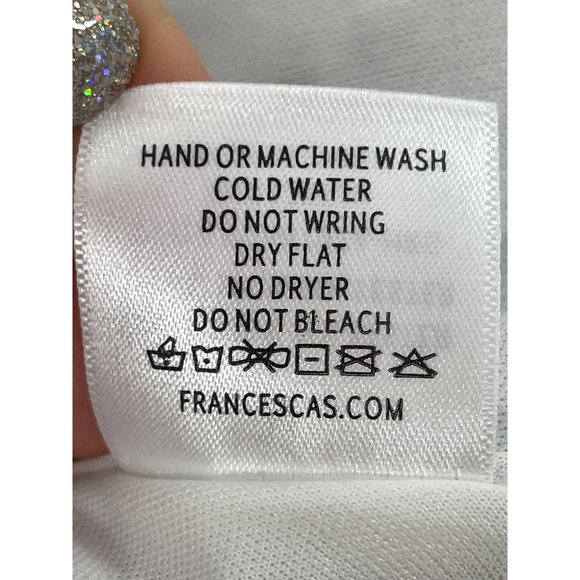 HAND OR MACHINE WASH
COLD WATER
DO NOT WRING
DRY FLAT
NO DRYER
DO NOT BLEACH
FRANCESCAS.COM